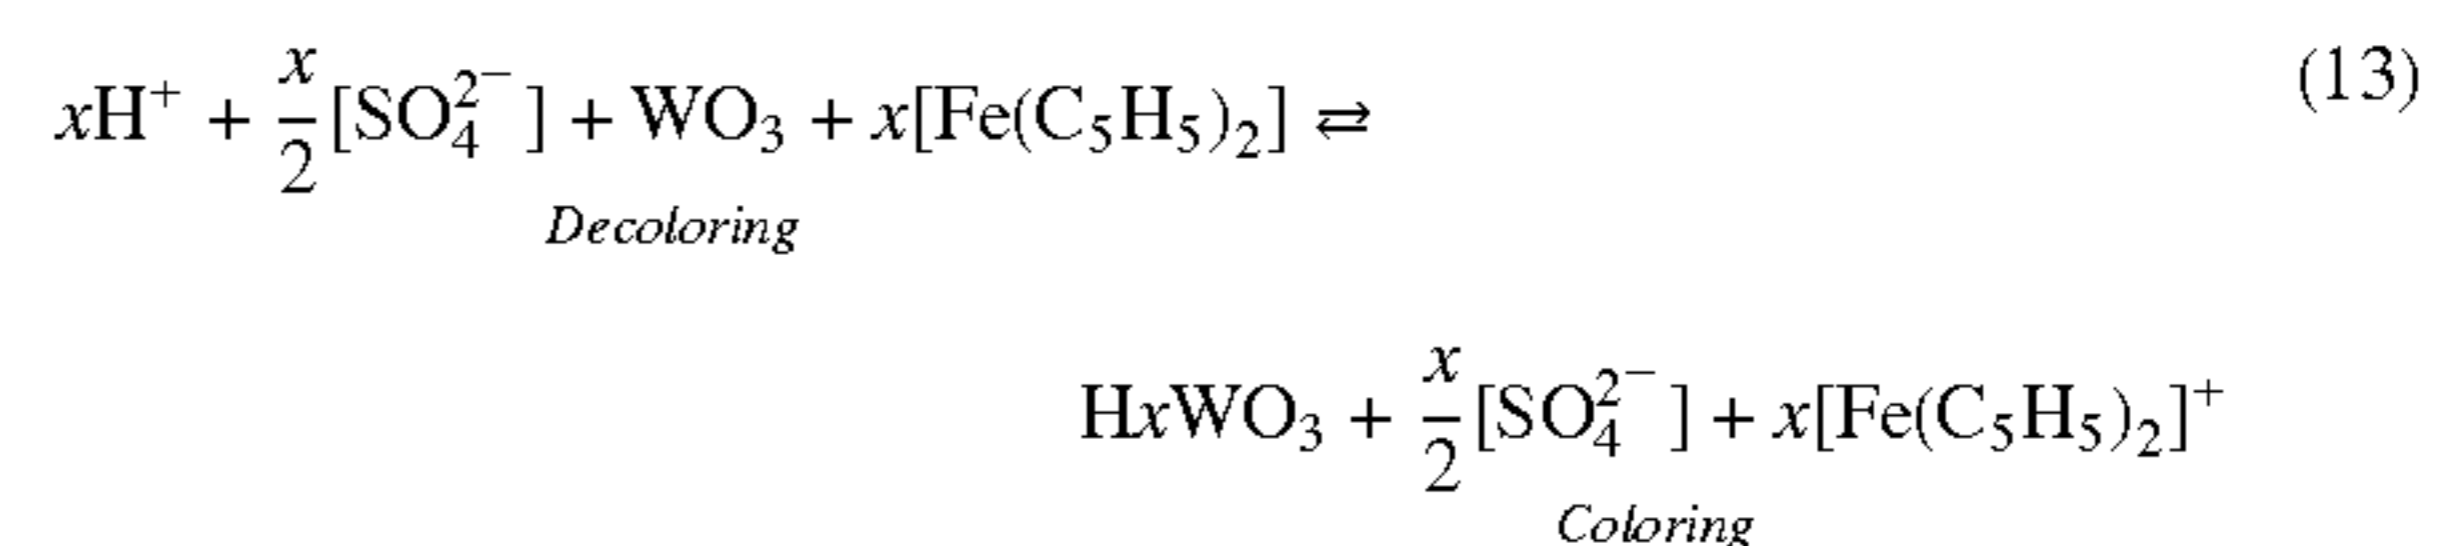 xH⁺ + x/2 [SO₄²⁻] + WO₃ + x[Fe(C₅H₅)₂] ⇄ (13)
Decoloring
HxWO₃ + x/2 [SO₄²⁻] + x[Fe(C₅H₅)₂]⁺
Coloring